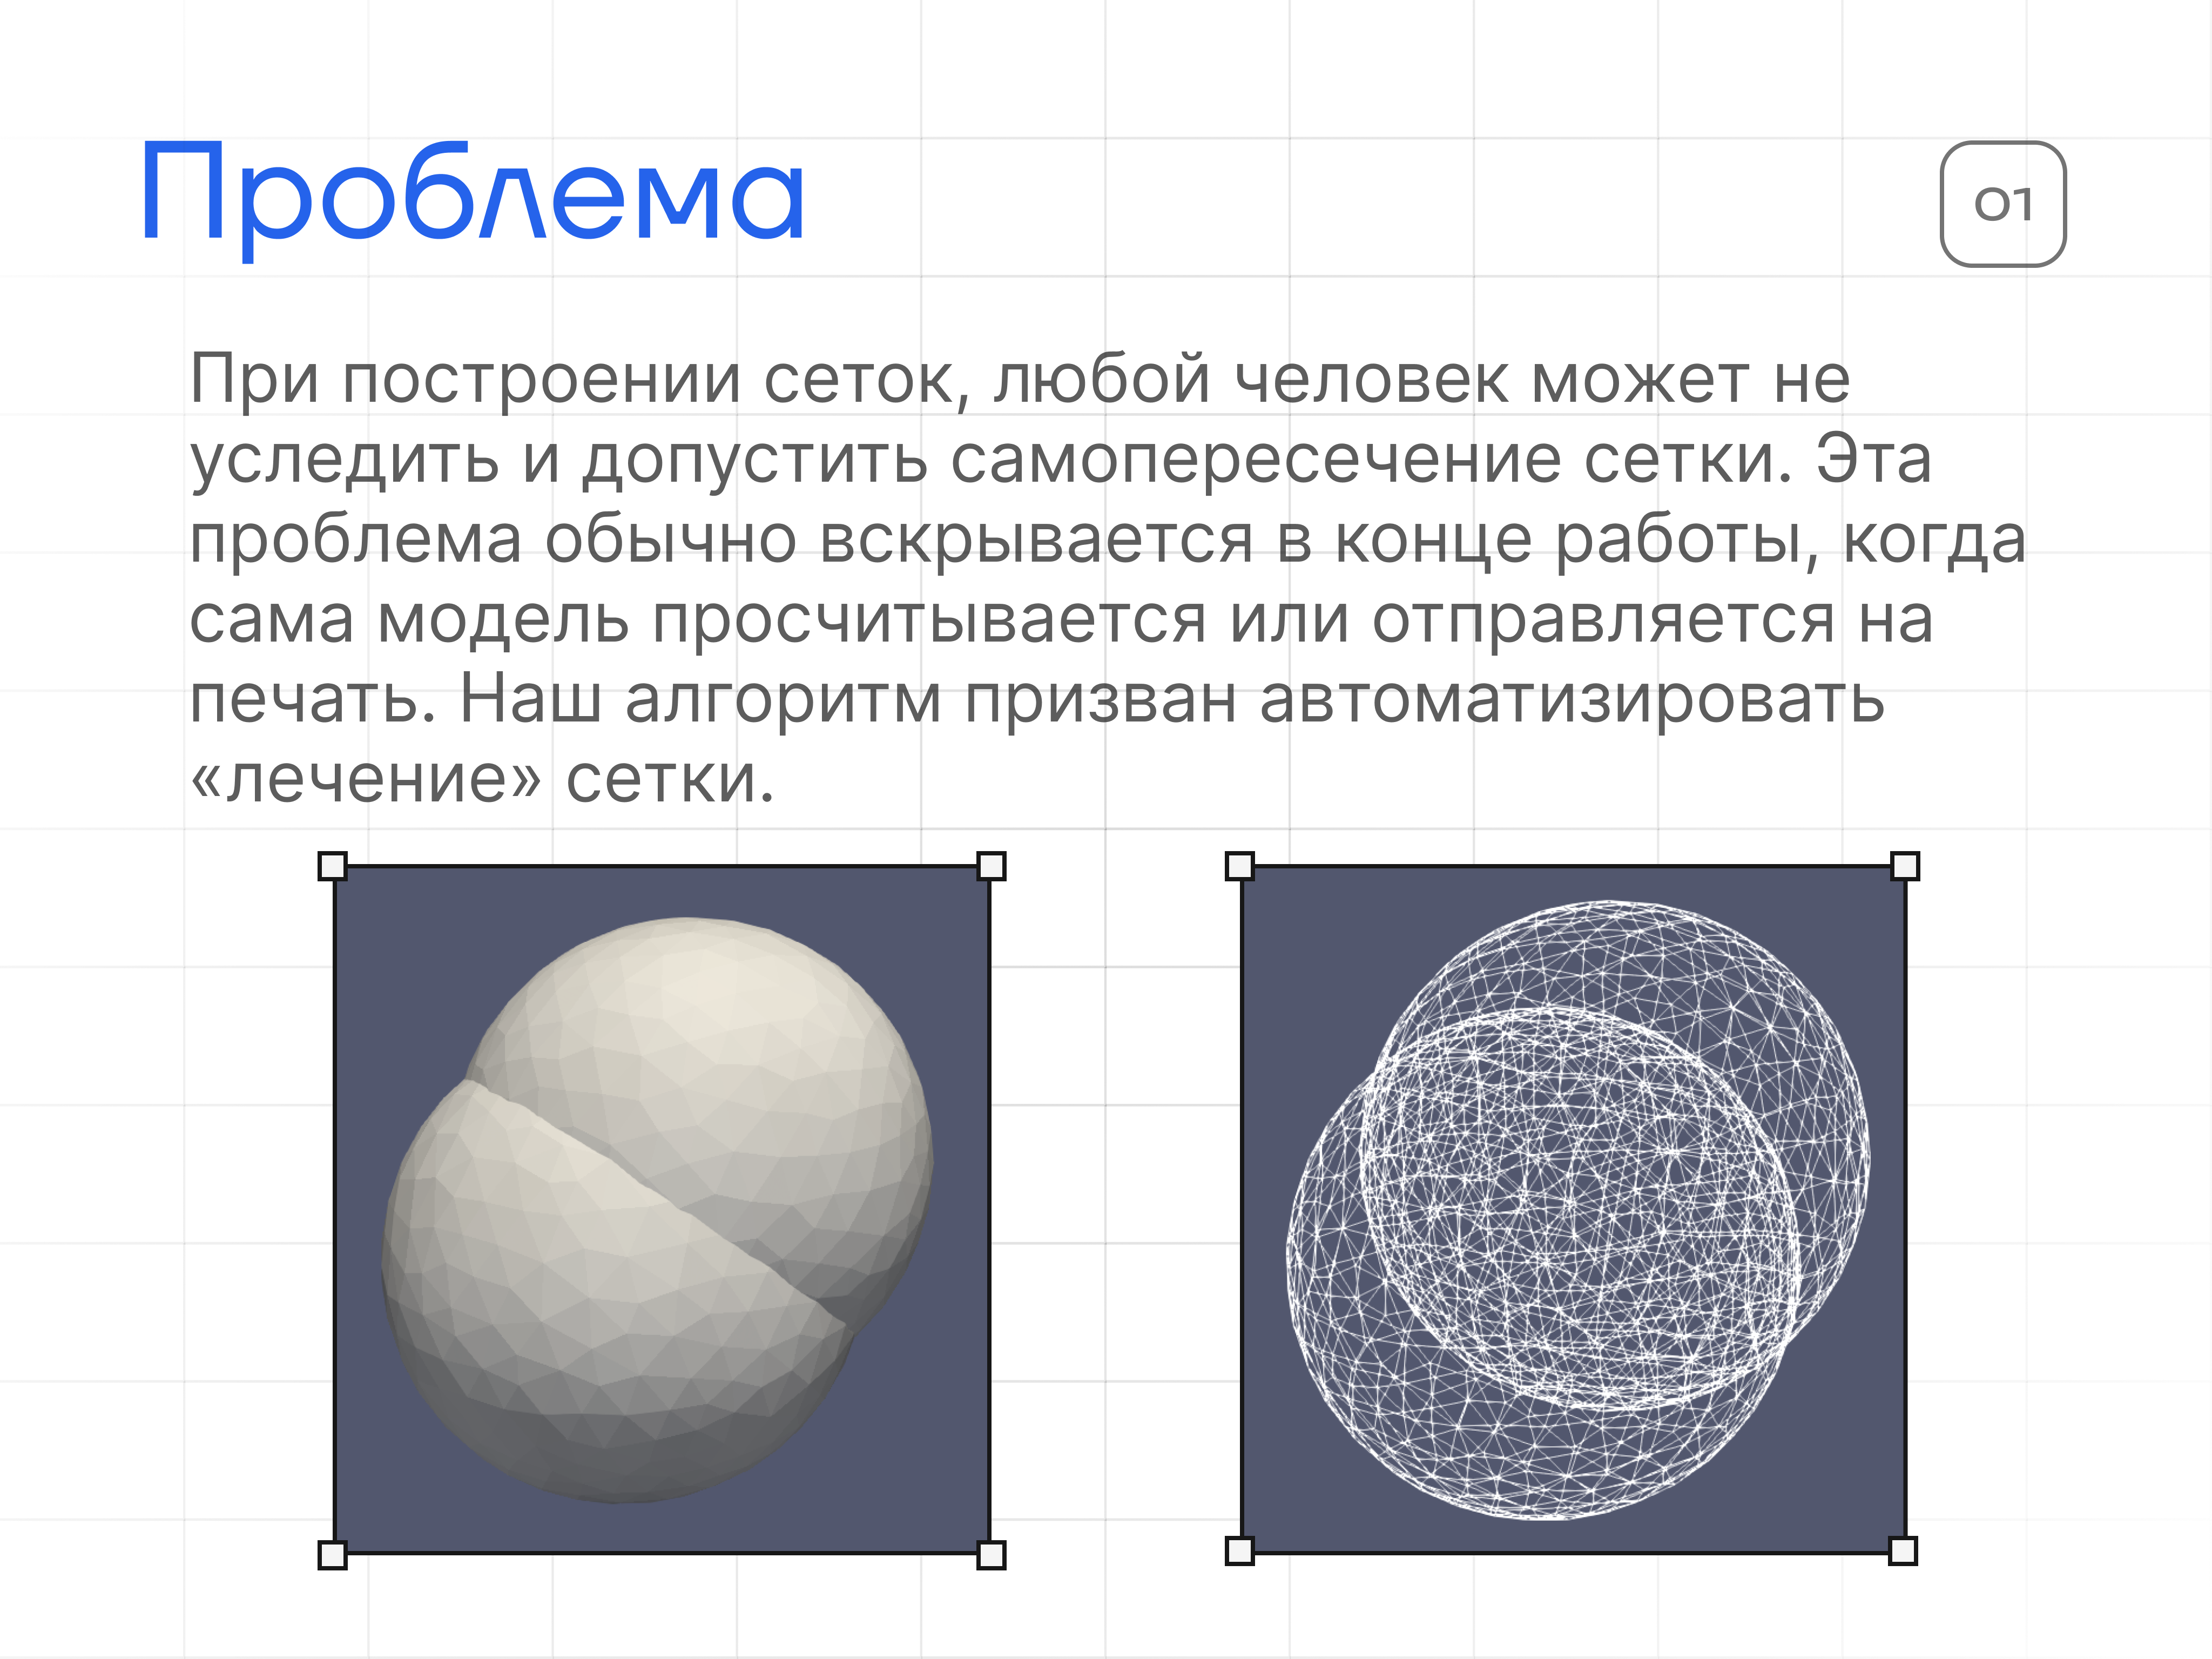 Проблема
01
При построении сеток, любой человек может не
уследить и допустить самопересечение сетки. Эта
проблема обычно вскрывается в конце работы, когда
сама модель просчитывается или отправляется на
печать. Наш алгоритм призван автоматизировать
«лечение» сетки.